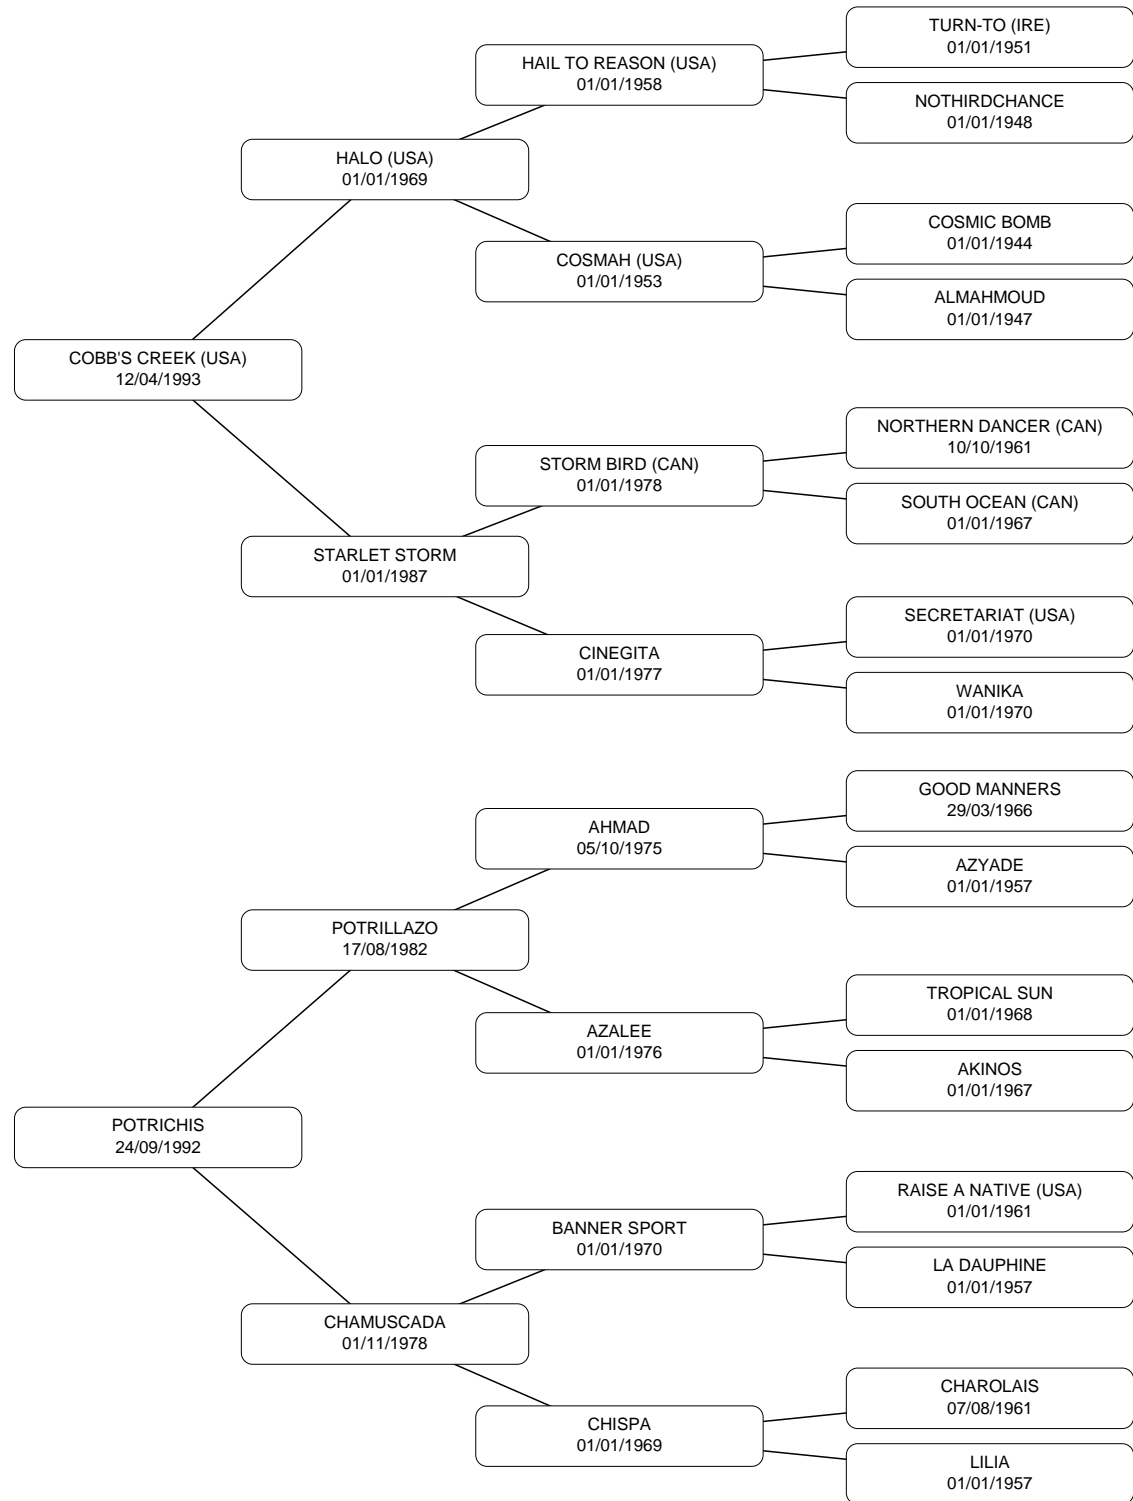 TURN-TO (IRE)
01/01/1951
HAIL TO REASON (USA)
01/01/1958
NOTHIRDCHANCE
01/01/1948
HALO (USA)
01/01/1969
COSMIC BOMB
01/01/1944
COSMAH (USA)
01/01/1953
ALMAHMOUD
01/01/1947
COBB'S CREEK (USA)
12/04/1993
NORTHERN DANCER (CAN)
10/10/1961
STORM BIRD (CAN)
01/01/1978
SOUTH OCEAN (CAN)
01/01/1967
STARLET STORM
01/01/1987
SECRETARIAT (USA)
01/01/1970
CINEGITA
01/01/1977
WANIKA
01/01/1970
GOOD MANNERS
29/03/1966
AHMAD
05/10/1975
AZYADE
01/01/1957
POTRILLAZO
17/08/1982
TROPICAL SUN
01/01/1968
AZALEE
01/01/1976
AKINOS
01/01/1967
POTRICHIS
24/09/1992
RAISE A NATIVE (USA)
01/01/1961
BANNER SPORT
01/01/1970
LA DAUPHINE
01/01/1957
CHAMUSCADA
01/11/1978
CHAROLAIS
07/08/1961
CHISPA
01/01/1969
LILIA
01/01/1957